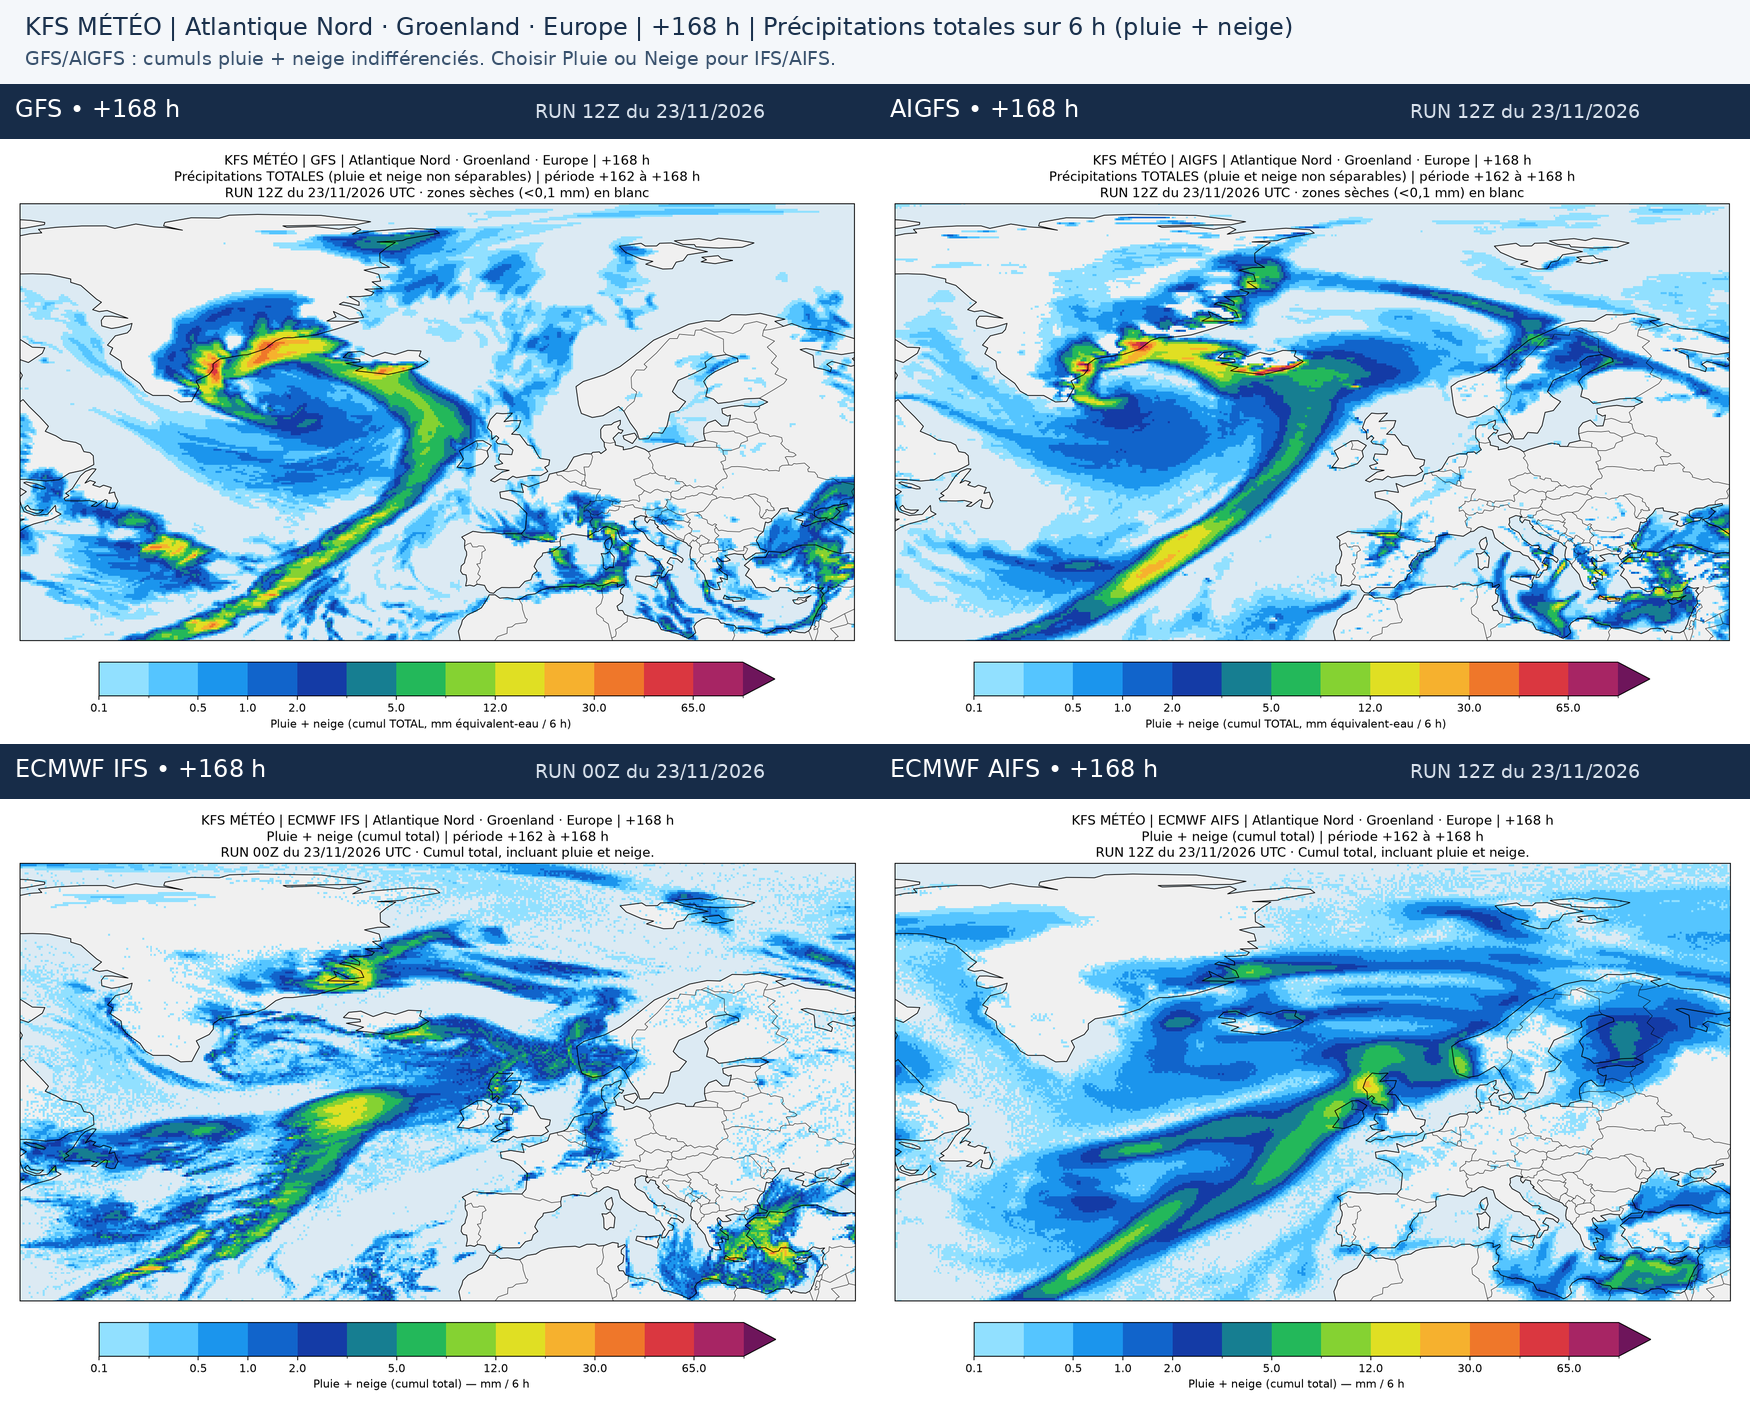 KFS MÉTÉO | Atlantique Nord · Groenland · Europe | +168 h | Précipitations totales sur 6 h (pluie + neige)
GFS/AIGFS : cumuls pluie + neige indifférenciés. Choisir Pluie ou Neige pour IFS/AIFS.
GFS • +168 h
RUN 12Z du 23/11/2026
AIGFS • +168 h
RUN 12Z du 23/11/2026
KFS MÉTÉO | GFS | Atlantique Nord · Groenland · Europe | +168 h
Précipitations TOTALES (pluie et neige non séparables) | période +162 à +168 h
RUN 12Z du 23/11/2026 UTC · zones sèches (<0,1 mm) en blanc
KFS MÉTÉO | AIGFS | Atlantique Nord · Groenland · Europe | +168 h
Précipitations TOTALES (pluie et neige non séparables) | période +162 à +168 h
RUN 12Z du 23/11/2026 UTC · zones sèches (<0,1 mm) en blanc
0.1 0.5 1.0 2.0 5.0 12.0 30.0 65.0
Pluie + neige (cumul TOTAL, mm équivalent-eau / 6 h)
0.1 0.5 1.0 2.0 5.0 12.0 30.0 65.0
Pluie + neige (cumul TOTAL, mm équivalent-eau / 6 h)
ECMWF IFS • +168 h
RUN 00Z du 23/11/2026
ECMWF AIFS • +168 h
RUN 12Z du 23/11/2026
KFS MÉTÉO | ECMWF IFS | Atlantique Nord · Groenland · Europe | +168 h
Pluie + neige (cumul total) | période +162 à +168 h
RUN 00Z du 23/11/2026 UTC · Cumul total, incluant pluie et neige.
KFS MÉTÉO | ECMWF AIFS | Atlantique Nord · Groenland · Europe | +168 h
Pluie + neige (cumul total) | période +162 à +168 h
RUN 12Z du 23/11/2026 UTC · Cumul total, incluant pluie et neige.
0.1 0.5 1.0 2.0 5.0 12.0 30.0 65.0
Pluie + neige (cumul total) — mm / 6 h
0.1 0.5 1.0 2.0 5.0 12.0 30.0 65.0
Pluie + neige (cumul total) — mm / 6 h